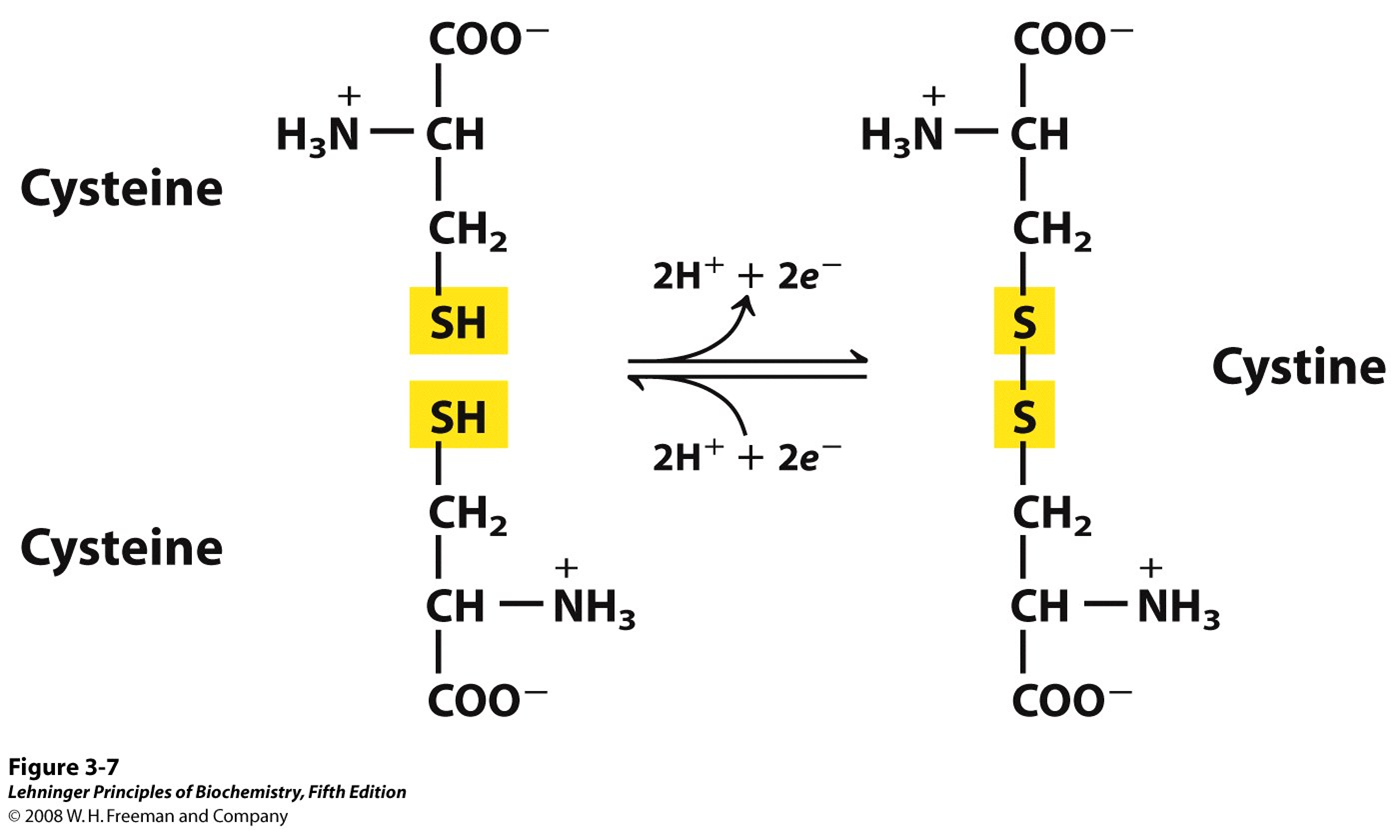 COO⁻
COO⁻
+
+
H₃N — CH
H₃N — CH
Cysteine
CH₂
CH₂
2H⁺ + 2e⁻
SH
S
Cystine
SH
S
2H⁺ + 2e⁻
CH₂
CH₂
Cysteine
+
+
CH — NH₃
CH — NH₃
COO⁻
COO⁻
Figure 3-7
Lehninger Principles of Biochemistry, Fifth Edition
© 2008 W. H. Freeman and Company